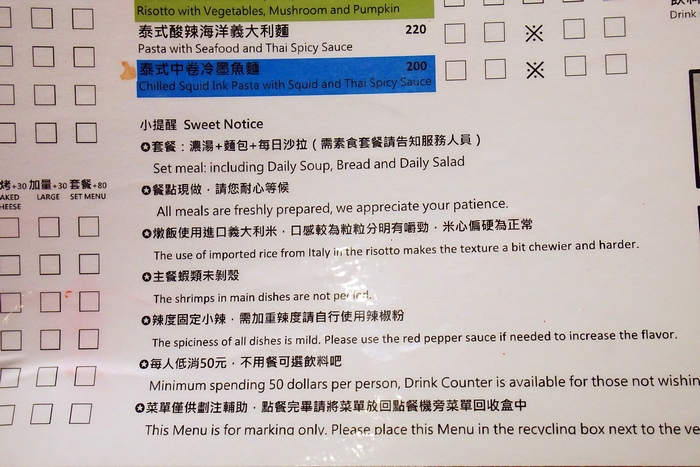 Risotto with Vegetables, Mushroom and Pumpkin
泰式酸辣海洋義大利麵 220
Pasta with Seafood and Thai Spicy Sauce
泰式中卷冷墨魚麵 200
Chilled Squid Ink Pasta with Squid and Thai Spicy Sauce
Drink
小提醒 Sweet Notice
✪套餐：濃湯+麵包+每日沙拉（需素食套餐請告知服務人員）
Set meal: including Daily Soup, Bread and Daily Salad
烤+30 加量+30 套餐+80
AKED LARGE SET MENU
HEESE
✪餐點現做，請您耐心等候
All meals are freshly prepared, we appreciate your patience.
✪燉飯使用進口義大利米，口感較為粒粒分明有嚼勁，米心偏硬為正常
The use of imported rice from Italy in the risotto makes the texture a bit chewier and harder.
✪主餐蝦類未剝殼
The shrimps in main dishes are not
✪辣度固定小辣，需加重辣度請自行使用辣椒粉
The spiciness of all dishes is mild. Please use the red pepper sauce if needed to increase the flavor.
✪每人低消50元，不用餐可選飲料吧
Minimum spending 50 dollars per person, Drink Counter is available for those not wishin
✪菜單僅供劃注輔助，點餐完畢請將菜單放回點餐機旁菜單回收盒中
This Menu is for marking only. Please place this Menu in the recycling box next to the ve